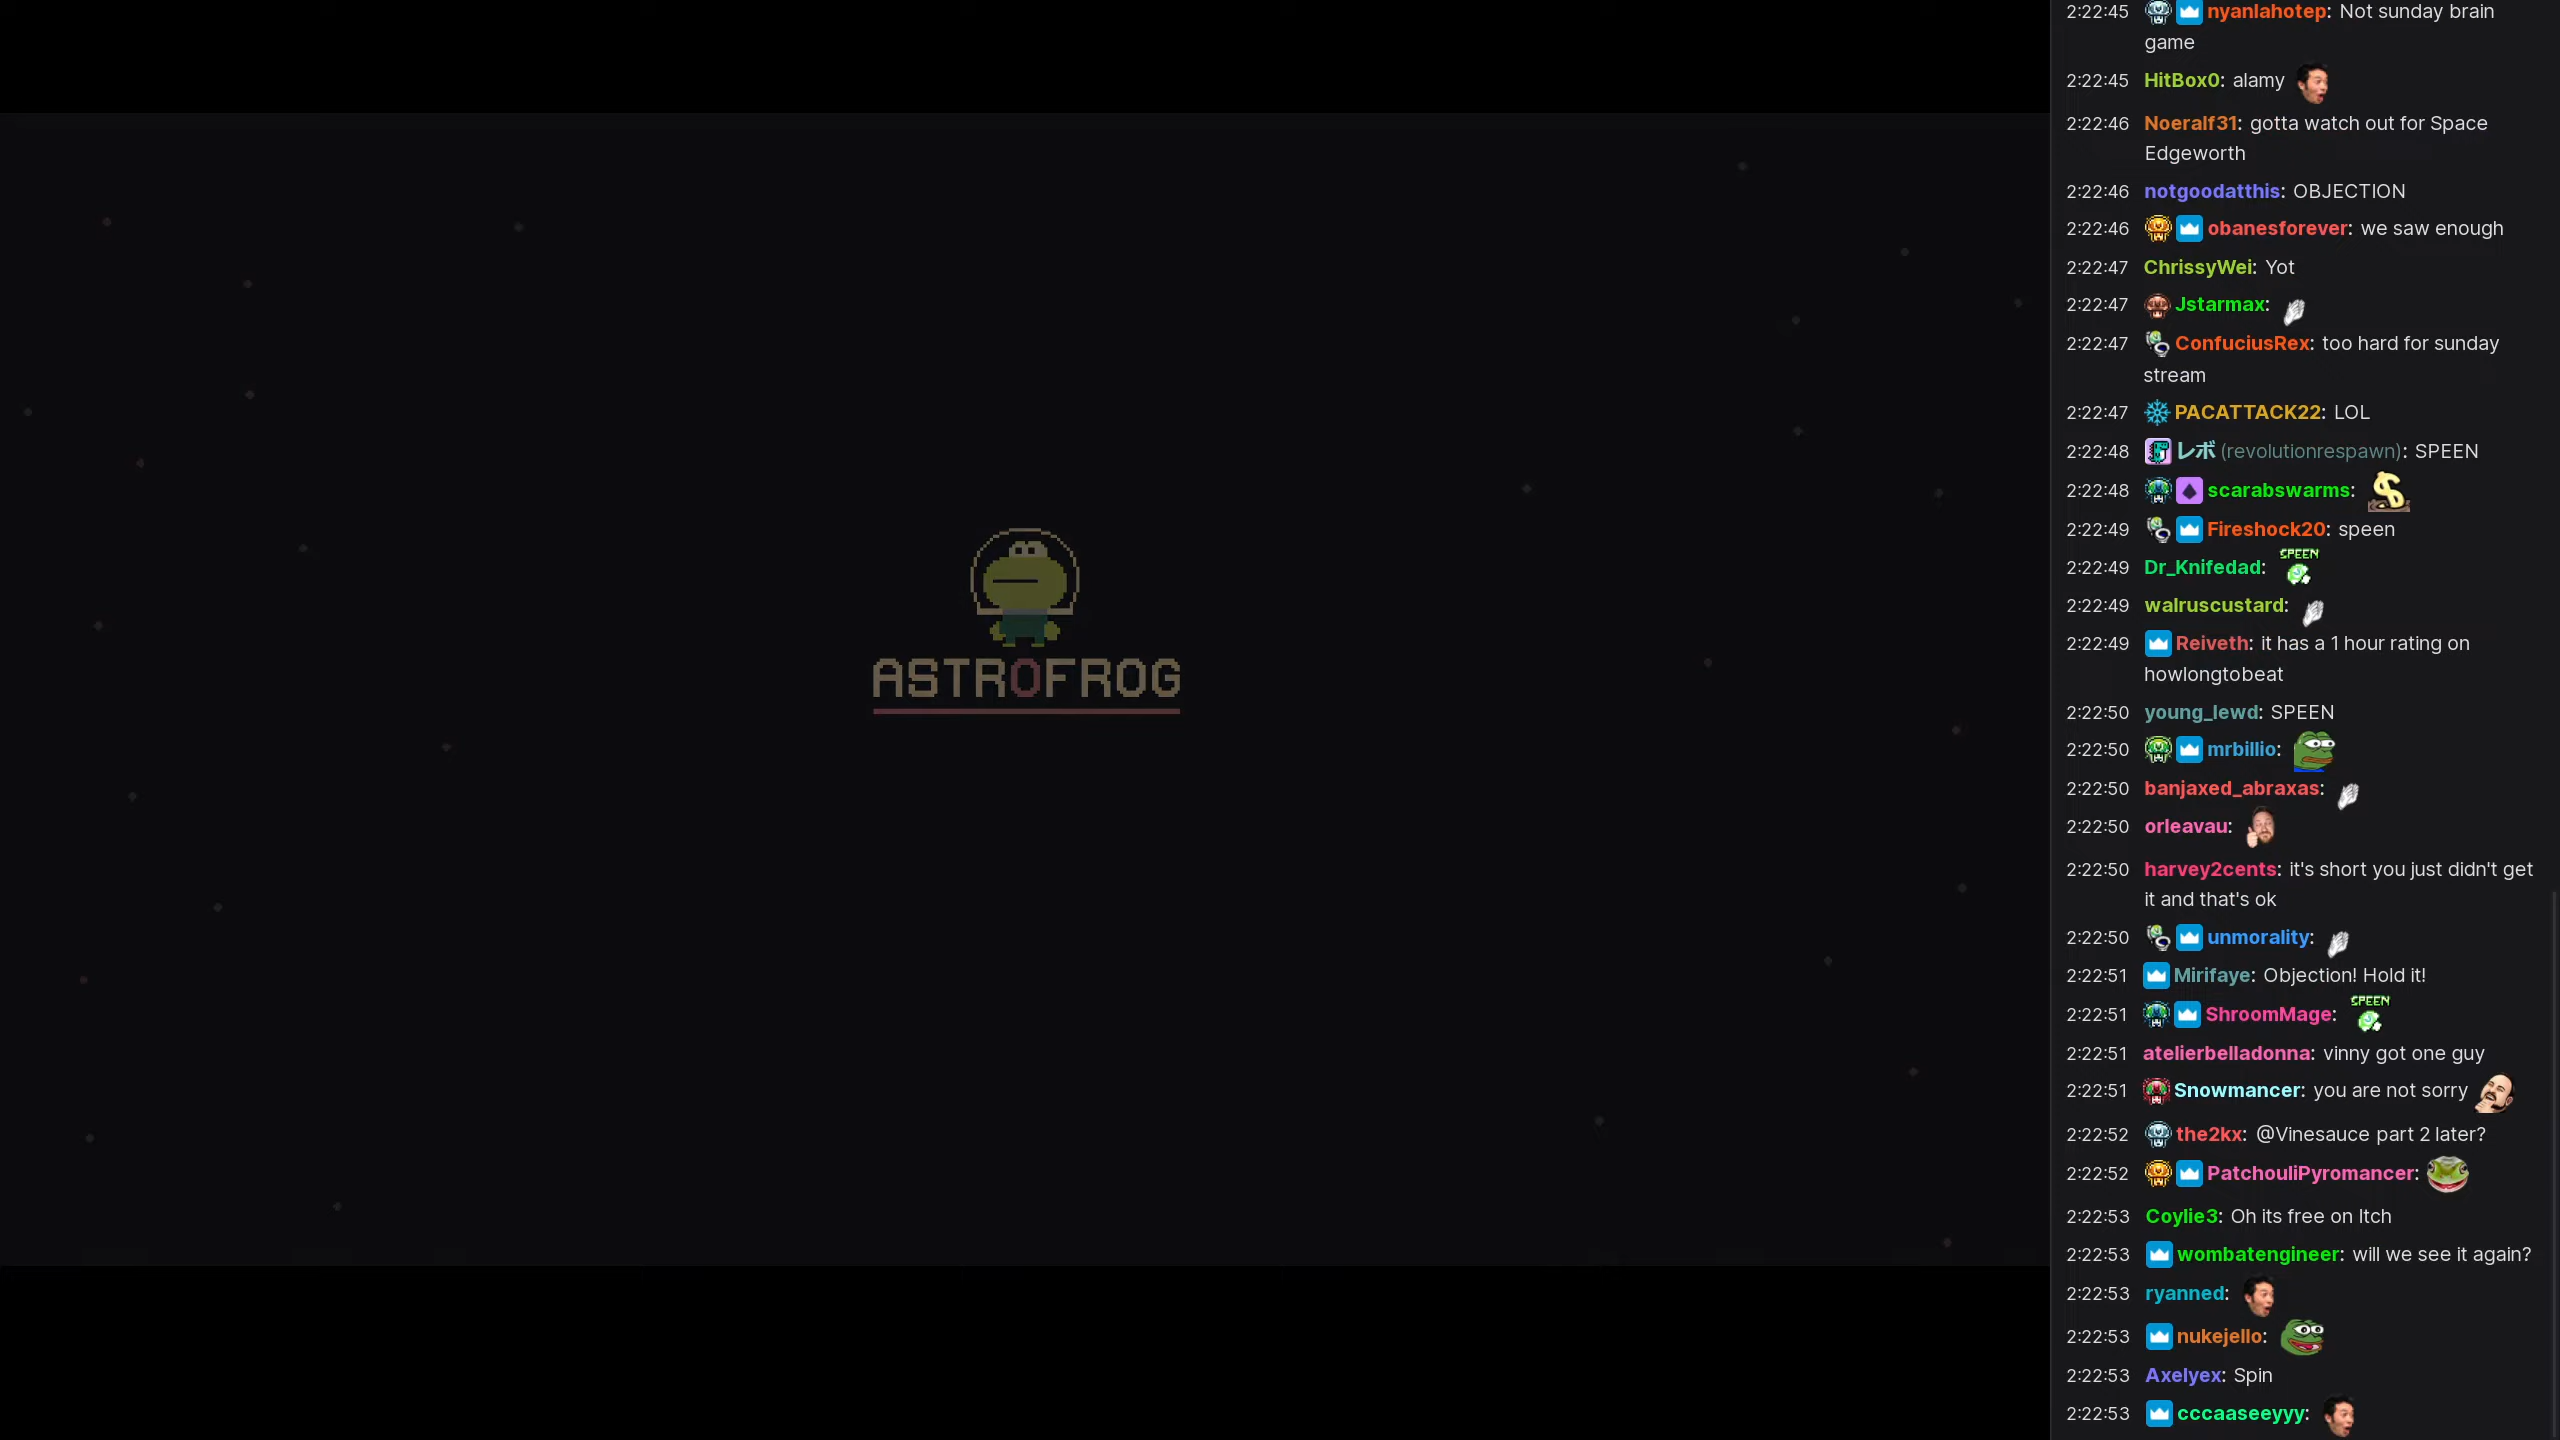 ASTROFROG
2:22:45 nyanlahotep: Not sunday brain
game
2:22:45 HitBox0: alamy
2:22:46 Noeralf31: gotta watch out for Space
Edgeworth
2:22:46 notgoodatthis: OBJECTION
2:22:46 obanesforever: we saw enough
2:22:47 ChrissyWei: Yot
2:22:47 Jstarmax:
2:22:47 ConfuciusRex: too hard for sunday
stream
2:22:47 PACATTACK22: LOL
2:22:48 レボ (revolutionrespawn): SPEEN
2:22:48 scarabswarms:
2:22:49 Fireshock20: speen
2:22:49 Dr_Knifedad: SPEEN
2:22:49 walruscustard:
2:22:49 Reiveth: it has a 1 hour rating on
howlongtobeat
2:22:50 young_lewd: SPEEN
2:22:50 mrbillio:
2:22:50 banjaxed_abraxas:
2:22:50 orleavau:
2:22:50 harvey2cents: it's short you just didn't get
it and that's ok
2:22:50 unmorality:
2:22:51 Mirifaye: Objection! Hold it!
2:22:51 ShroomMage: SPEEN
2:22:51 atelierbelladonna: vinny got one guy
2:22:51 Snowmancer: you are not sorry
2:22:52 the2kx: @Vinesauce part 2 later?
2:22:52 PatchouliPyromancer:
2:22:53 Coylie3: Oh its free on Itch
2:22:53 wombatengineer: will we see it again?
2:22:53 ryanned:
2:22:53 nukejello:
2:22:53 Axelyex: Spin
2:22:53 cccaaseeyyy: